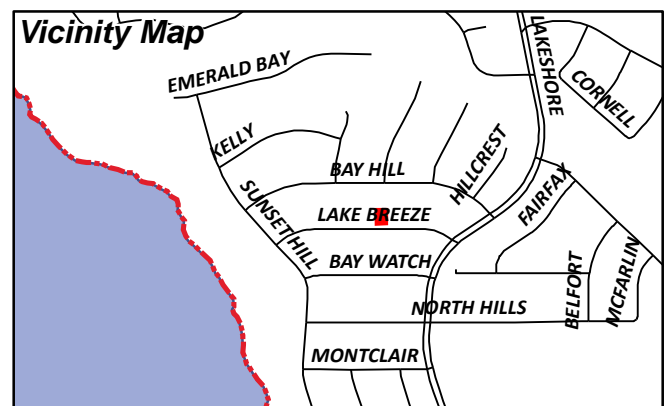 Vicinity Map
EMERALD BAY
LAKESHORE
CORNELL
KELLY
BAY HILL
HILLCREST
SUNSET HILL
LAKE BREEZE
FAIRFAX
BAY WATCH
BELFORT
MCFARLIN
NORTH HILLS
MONTCLAIR